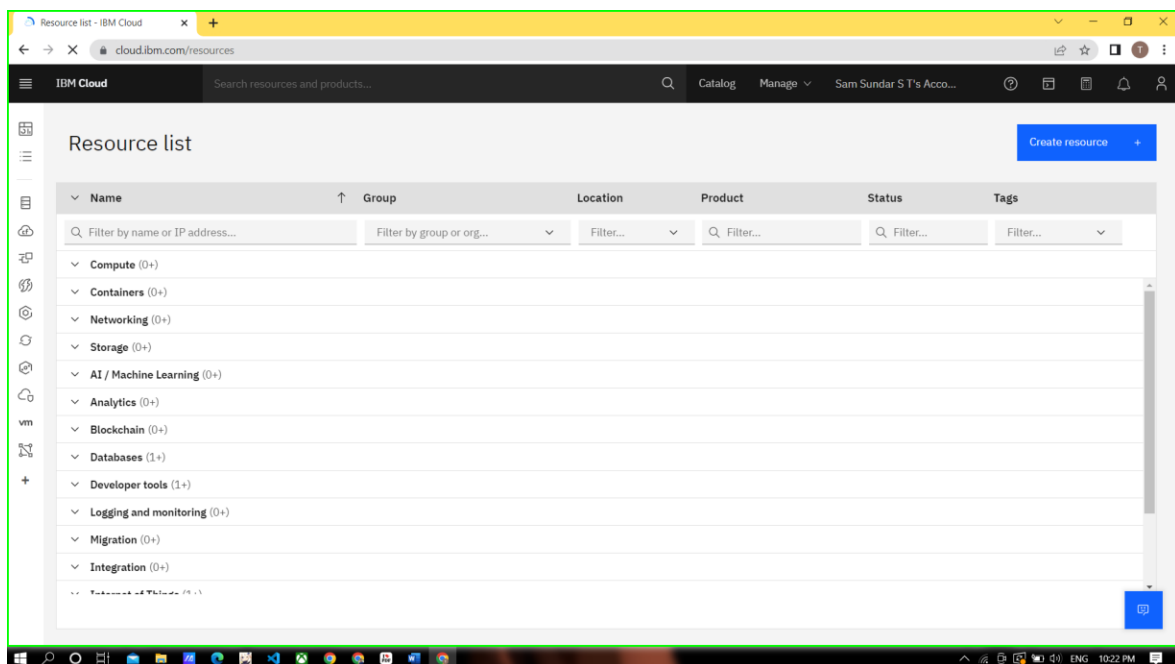 Resource list - IBM Cloud
cloud.ibm.com/resources
T
IBM Cloud
Search resources and products...
Catalog
Manage
Sam Sundar S T's Acco...
Resource list
Create resource +
Name
Group
Location
Product
Status
Tags
Filter by name or IP address...
Filter by group or org...
Filter...
Filter...
Filter...
Filter...
Compute (0+)
Containers (0+)
Networking (0+)
Storage (0+)
AI / Machine Learning (0+)
Analytics (0+)
Blockchain (0+)
vm
Databases (1+)
Developer tools (1+)
Logging and monitoring (0+)
Migration (0+)
Integration (0+)
Internet of Things (1+)
ENG 10:22 PM